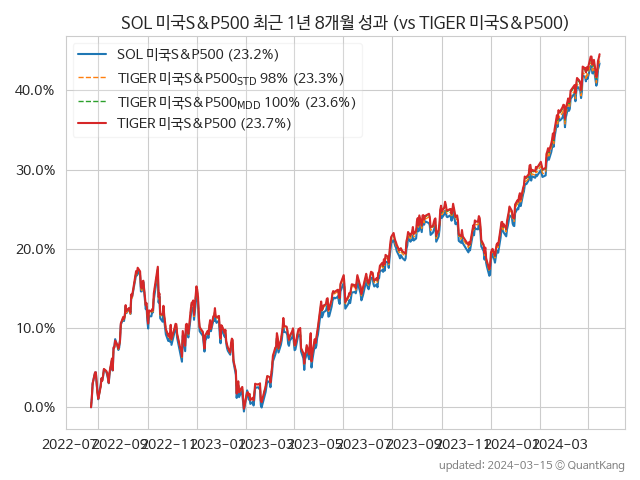 SOL 미국S&P500 최근 1년 8개월 성과 (vs TIGER 미국S&P500)
SOL 미국S&P500 (23.2%)
TIGER 미국S&P500STD 98% (23.3%)
TIGER 미국S&P500MDD 100% (23.6%)
TIGER 미국S&P500 (23.7%)
40.0%
30.0%
20.0%
10.0%
0.0%
2022-07 2022-09 2022-11 2023-01 2023-03 2023-05 2023-07 2023-09 2023-11 2024-01 2024-03
updated: 2024-03-15 © QuantKang